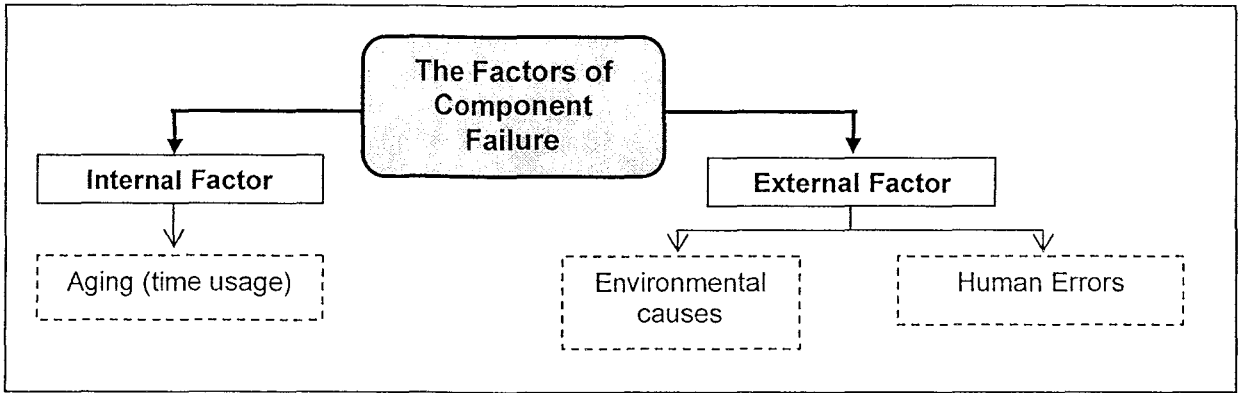 The Factors of
Component
Failure
Internal Factor
External Factor
Aging (time usage)
Environmental
causes
Human Errors